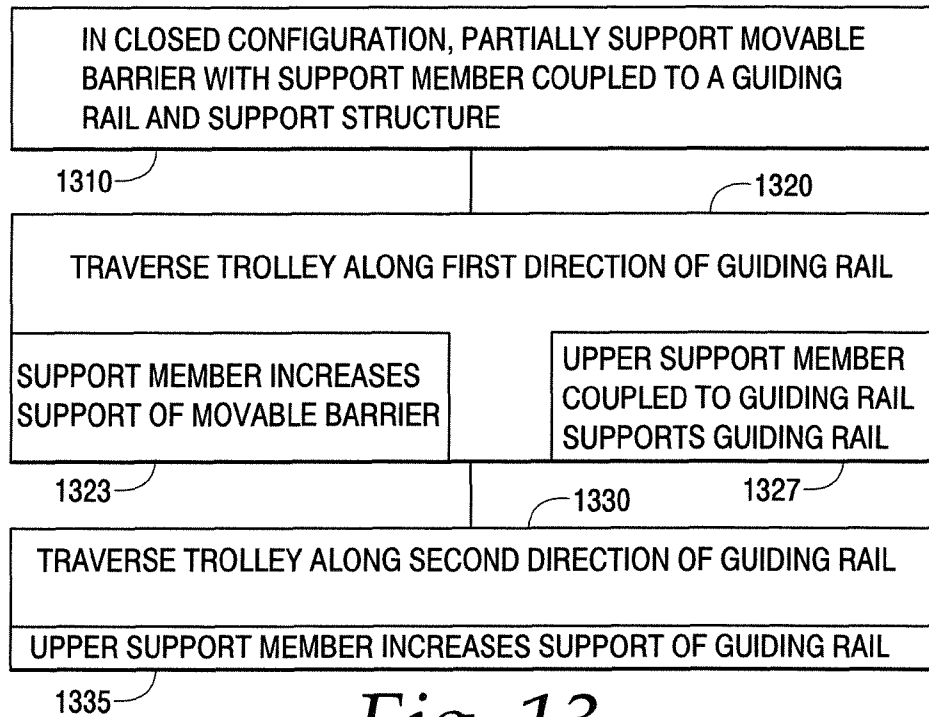 IN CLOSED CONFIGURATION, PARTIALLY SUPPORT MOVABLE
BARRIER WITH SUPPORT MEMBER COUPLED TO A GUIDING
RAIL AND SUPPORT STRUCTURE
1310
1320
TRAVERSE TROLLEY ALONG FIRST DIRECTION OF GUIDING RAIL
SUPPORT MEMBER INCREASES
SUPPORT OF MOVABLE BARRIER
UPPER SUPPORT MEMBER
COUPLED TO GUIDING RAIL
SUPPORTS GUIDING RAIL
1323
1327
1330
TRAVERSE TROLLEY ALONG SECOND DIRECTION OF GUIDING RAIL
UPPER SUPPORT MEMBER INCREASES SUPPORT OF GUIDING RAIL
1335
Fig. 13